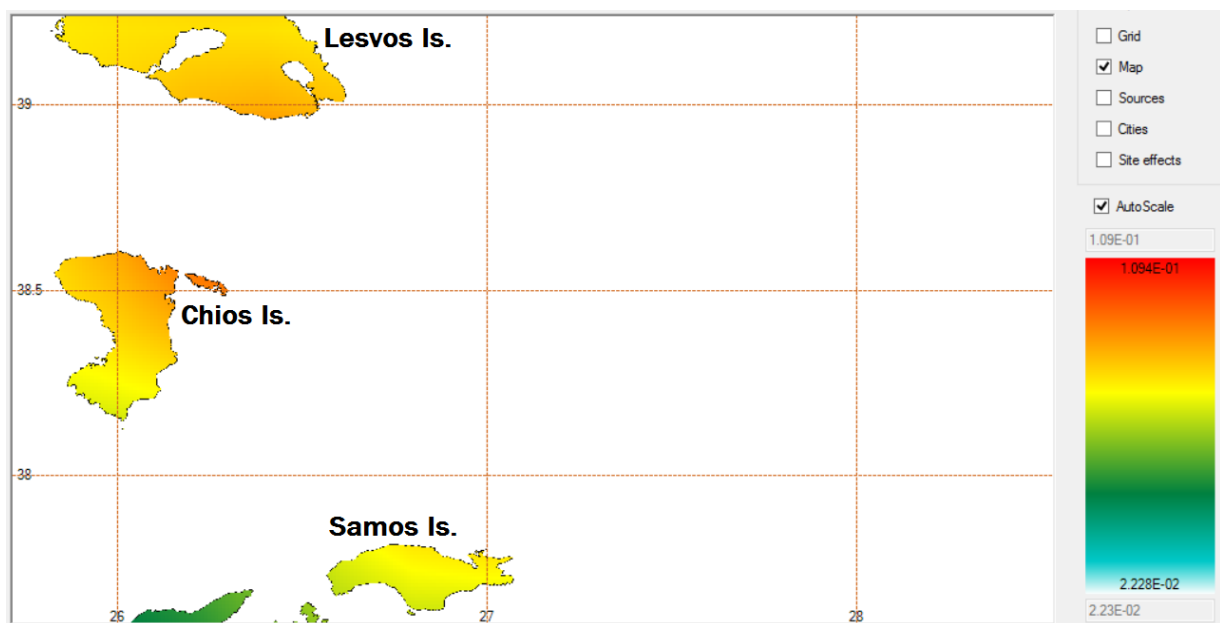 Lesvos Is.
39
38.5
Chios Is.
38
Samos Is.
26
27
28
Grid
Map
Sources
Cities
Site effects
AutoScale
1.09E-01
1.094E-01
2.228E-02
2.23E-02